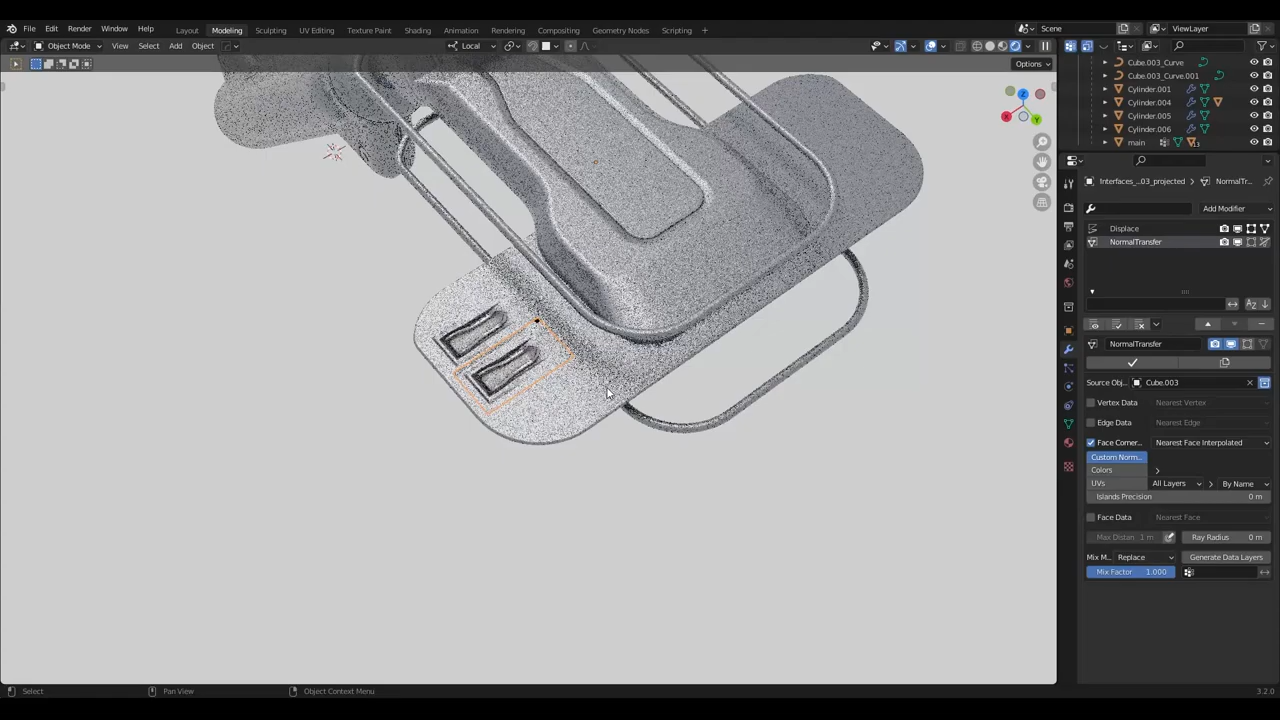 File Edit Render Window Help Layout Modeling Sculpting UV Editing Texture Paint Shading Animation Rendering Compositing Geometry Nodes Scripting + Scene ViewLayer
Object Mode View Select Add Object Local
Options
Cube.003_Curve
Cube.003_Curve.001
Cylinder.001
Cylinder.004
Cylinder.005
Cylinder.006
main 13
X Z Y
Interfaces_...03_projected NormalTr...
Add Modifier
Displace
NormalTransfer
NormalTransfer
Source Obj... Cube.003
Vertex Data Nearest Vertex
Edge Data Nearest Edge
Face Corner... Nearest Face Interpolated
Custom Norm...
Colors
UVs All Layers By Name
Islands Precision 0 m
Face Data Nearest Face
Max Distan 1 m Ray Radius 0 m
Mix M... Replace Generate Data Layers
Mix Factor 1.000
Select Pan View Object Context Menu 3.2.0